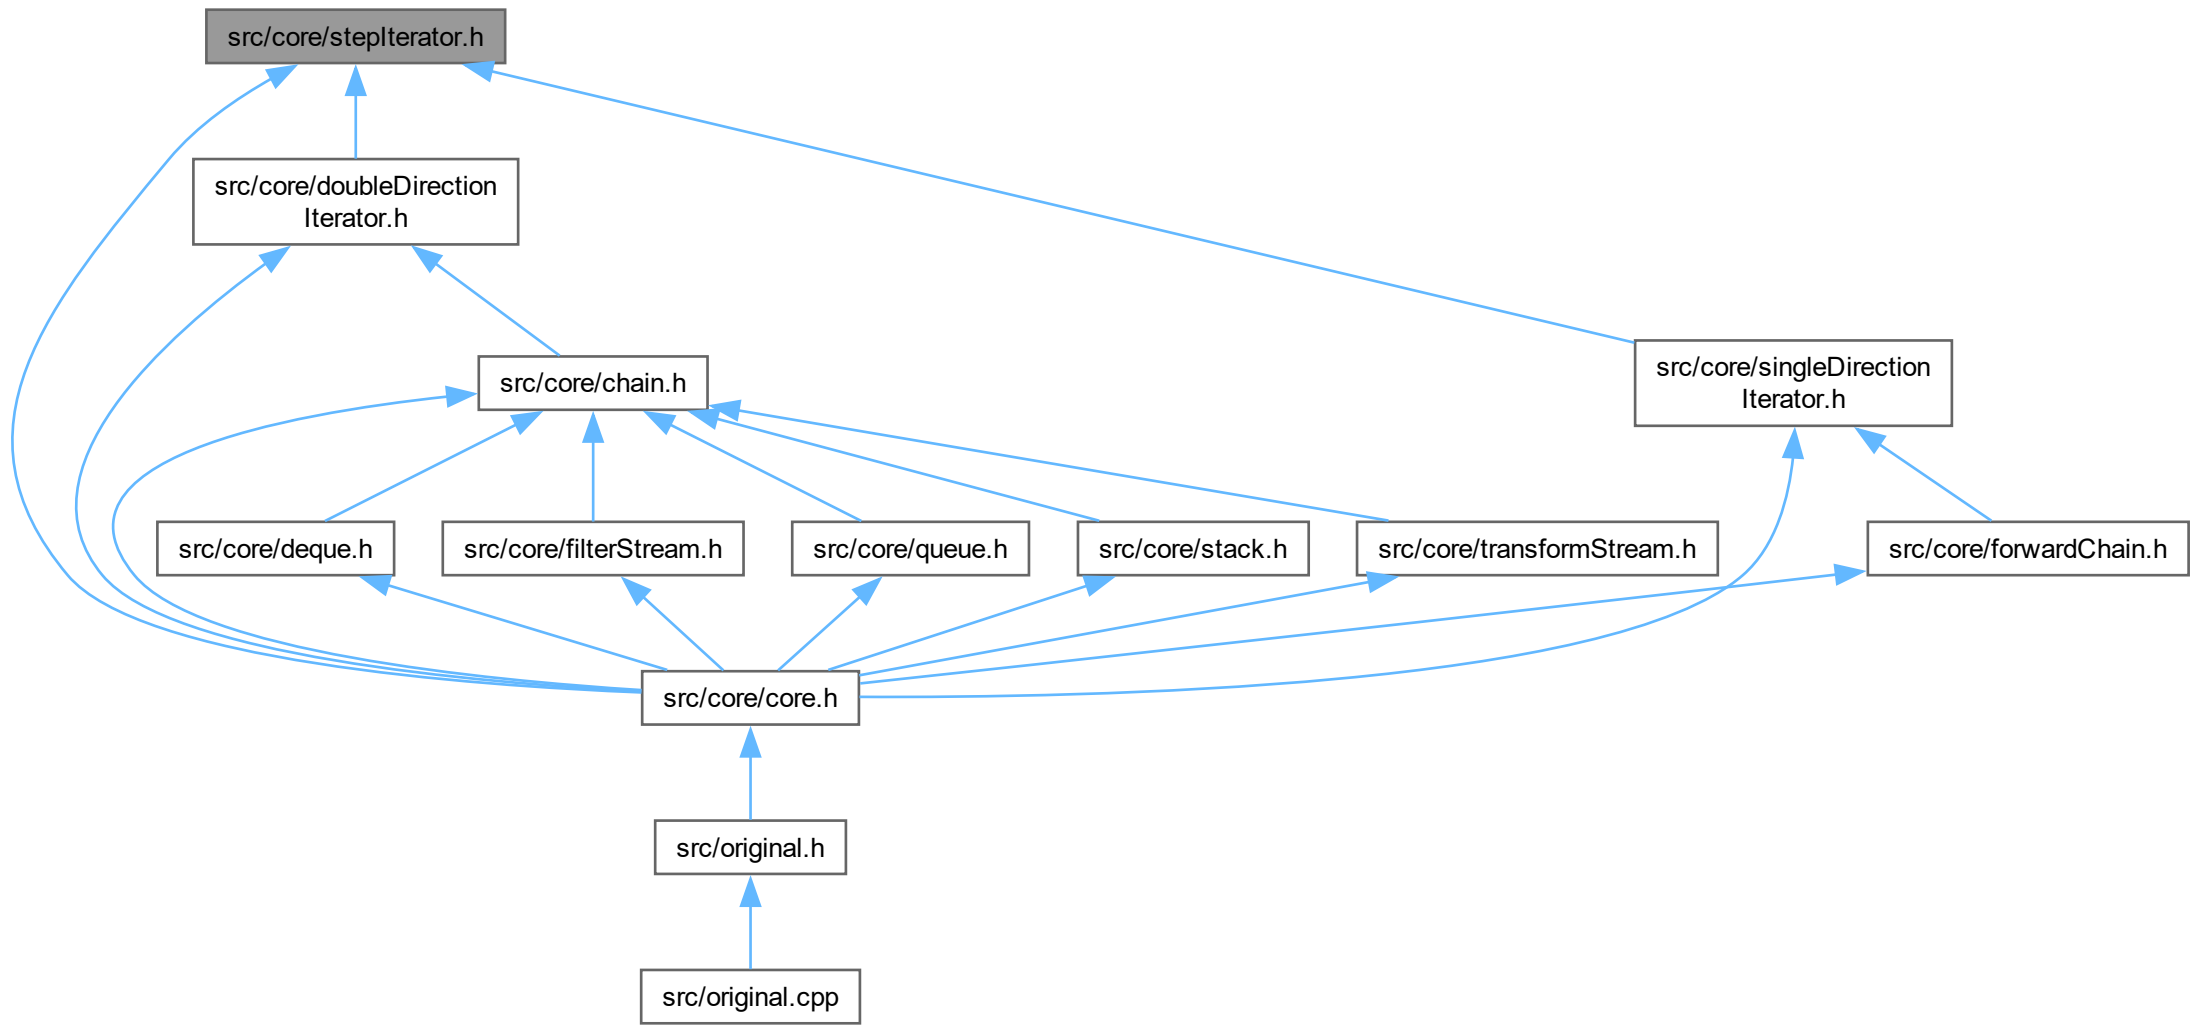 src/core/stepIterator.h
src/core/doubleDirection
Iterator.h
src/core/chain.h
src/core/singleDirection
Iterator.h
src/core/deque.h
src/core/filterStream.h
src/core/queue.h
src/core/stack.h
src/core/transformStream.h
src/core/forwardChain.h
src/core/core.h
src/original.h
src/original.cpp